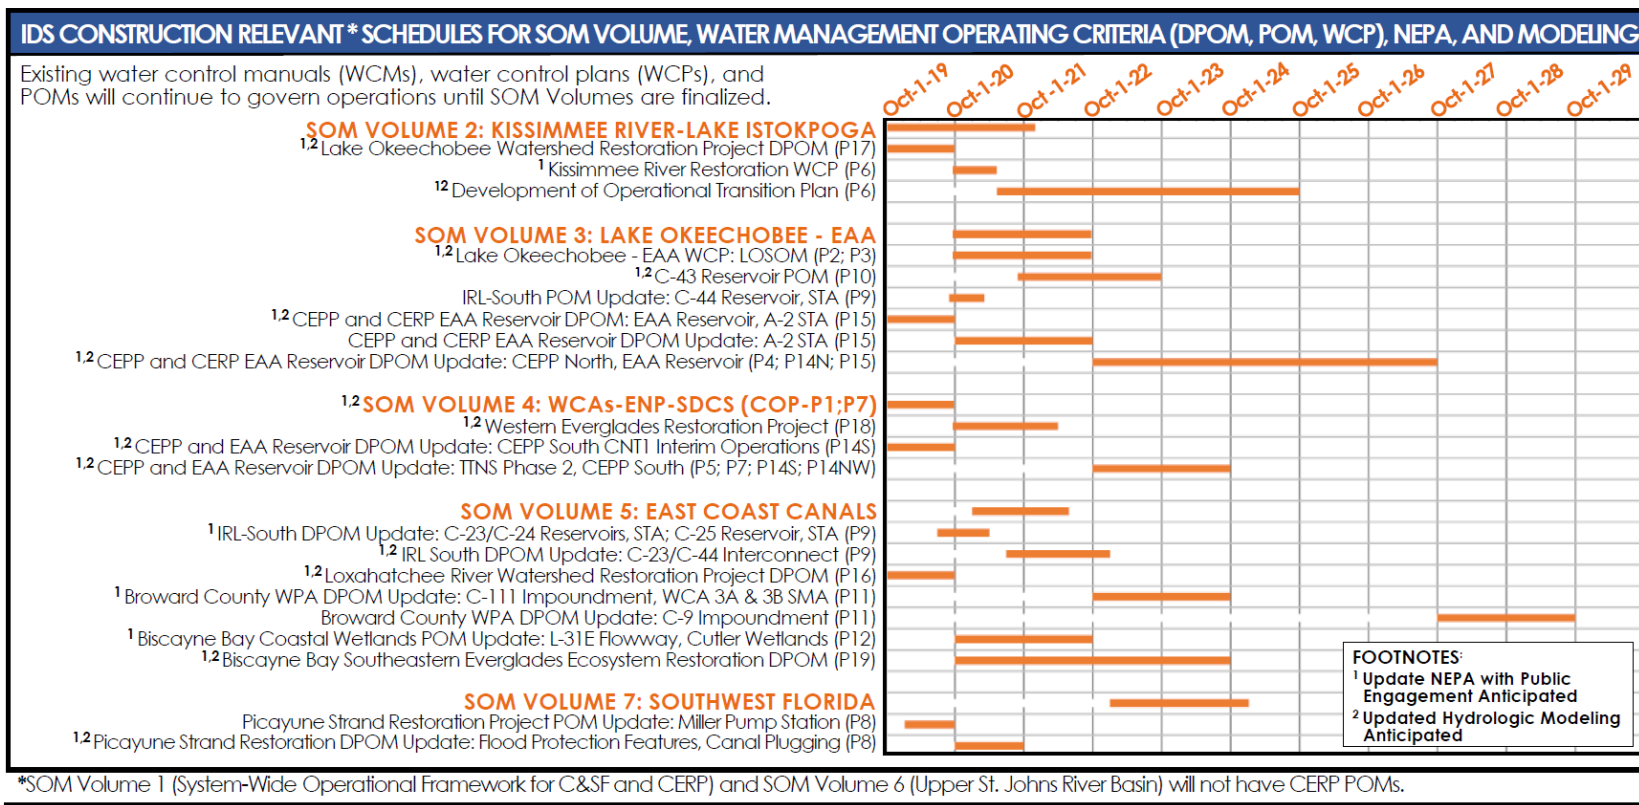 IDS CONSTRUCTION RELEVANT * SCHEDULES FOR SOM VOLUME, WATER MANAGEMENT OPERATING CRITERIA (DPOM, POM, WCP), NEPA, AND MODELING
Existing water control manuals (WCMs), water control plans (WCPs), and
POMs will continue to govern operations until SOM Volumes are finalized.
Oct-1-19 Oct-1-20 Oct-1-21 Oct-1-22 Oct-1-23 Oct-1-24 Oct-1-25 Oct-1-26 Oct-1-27 Oct-1-28 Oct-1-29
SOM VOLUME 2: KISSIMMEE RIVER-LAKE ISTOKPOGA
1,2 Lake Okeechobee Watershed Restoration Project DPOM (P17)
1 Kissimmee River Restoration WCP (P6)
12 Development of Operational Transition Plan (P6)
SOM VOLUME 3: LAKE OKEECHOBEE - EAA
1,2 Lake Okeechobee - EAA WCP: LOSOM (P2; P3)
1,2 C-43 Reservoir POM (P10)
IRL-South POM Update: C-44 Reservoir, STA (P9)
1,2 CEPP and CERP EAA Reservoir DPOM: EAA Reservoir, A-2 STA (P15)
CEPP and CERP EAA Reservoir DPOM Update: A-2 STA (P15)
1,2 CEPP and CERP EAA Reservoir DPOM Update: CEPP North, EAA Reservoir (P4; P14N; P15)
1,2 SOM VOLUME 4: WCAs-ENP-SDCS (COP-P1;P7)
1,2 Western Everglades Restoration Project (P18)
1,2 CEPP and EAA Reservoir DPOM Update: CEPP South CNT1 Interim Operations (P14S)
1,2 CEPP and EAA Reservoir DPOM Update: TTNS Phase 2, CEPP South (P5; P7; P14S; P14NW)
SOM VOLUME 5: EAST COAST CANALS
1 IRL-South DPOM Update: C-23/C-24 Reservoirs, STA; C-25 Reservoir, STA (P9)
1,2 IRL South DPOM Update: C-23/C-44 Interconnect (P9)
1,2 Loxahatchee River Watershed Restoration Project DPOM (P16)
1 Broward County WPA DPOM Update: C-111 Impoundment, WCA 3A & 3B SMA (P11)
Broward County WPA DPOM Update: C-9 Impoundment (P11)
1 Biscayne Bay Coastal Wetlands POM Update: L-31E Flowway, Cutler Wetlands (P12)
1,2 Biscayne Bay Southeastern Everglades Ecosystem Restoration DPOM (P19)
SOM VOLUME 7: SOUTHWEST FLORIDA
Picayune Strand Restoration Project POM Update: Miller Pump Station (P8)
1,2 Picayune Strand Restoration DPOM Update: Flood Protection Features, Canal Plugging (P8)
FOOTNOTES:
1 Update NEPA with Public
Engagement Anticipated
2 Updated Hydrologic Modeling
Anticipated
*SOM Volume 1 (System-Wide Operational Framework for C&SF and CERP) and SOM Volume 6 (Upper St. Johns River Basin) will not have CERP POMs.